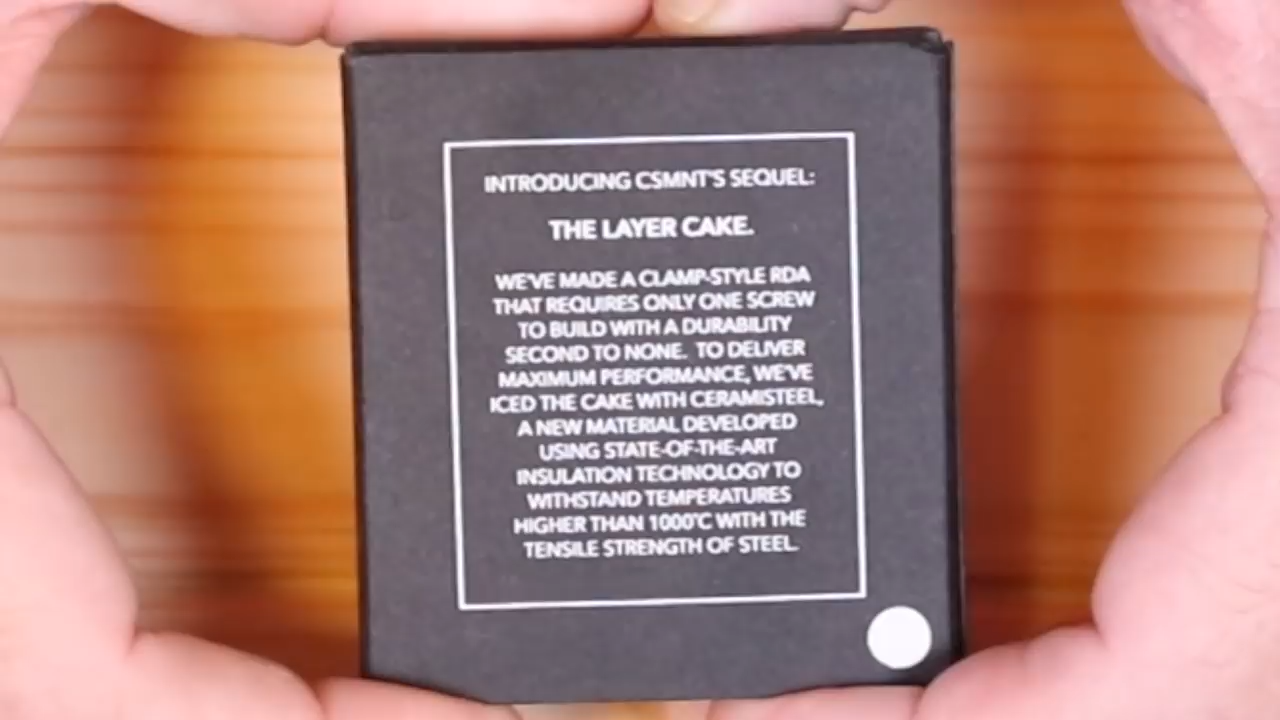 INTRODUCING CSMNT'S SEQUEL:
THE LAYER CAKE.
WE'VE MADE A CLAMP-STYLE RDA
THAT REQUIRES ONLY ONE SCREW
TO BUILD WITH A DURABILITY
SECOND TO NONE. TO DELIVER
MAXIMUM PERFORMANCE, WE'VE
ICED THE CAKE WITH CERAMISTEEL,
A NEW MATERIAL DEVELOPED
USING STATE-OF-THE-ART
INSULATION TECHNOLOGY TO
WITHSTAND TEMPERATURES
HIGHER THAN 1000°C WITH THE
TENSILE STRENGTH OF STEEL.